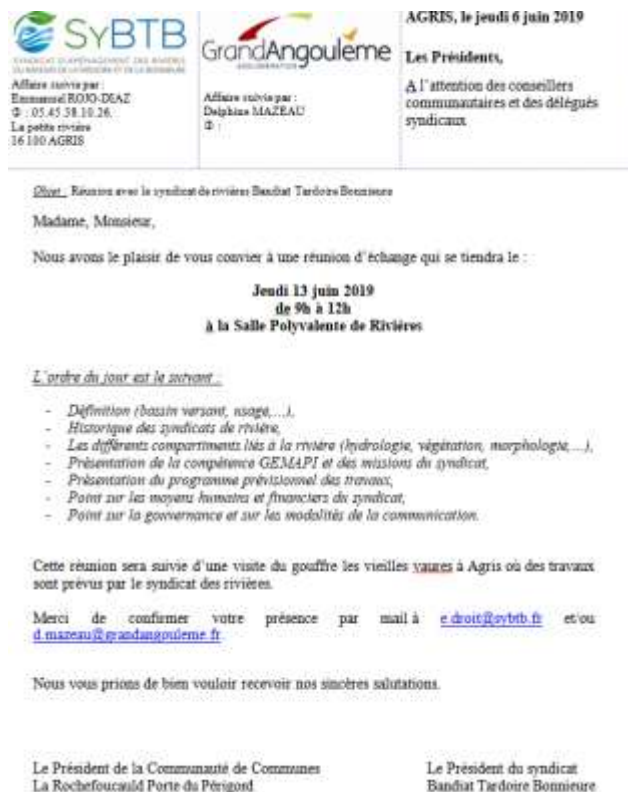 SyBTB
SYNDICAT D'AMENAGEMENT DES RIVIERES
GrandAngoulême
AGGLOMERATION
AGRIS, le jeudi 6 juin 2019
Les Présidents,
A l'attention des conseillers
communautaires et des délégués
syndicaux
Affaire suivie par :
Emmanuel ROJO-DIAZ
✆ : 05.45.38.10.26.
La petite rivière
16 100 AGRIS
Affaire suivie par :
Delphine MAZEAU
✆ :
Objet : Réunion avec le syndicat de rivières Bandiat Tardoire Bonnieure
Madame, Monsieur,
Nous avons le plaisir de vous convier à une réunion d'échange qui se tiendra le :
Jeudi 13 juin 2019
de 9h à 12h
à la Salle Polyvalente de Rivières
L'ordre du jour est le suivant :
- Définition (bassin versant, usage,…),
- Historique des syndicats de rivière,
- Les différents compartiments liés à la rivière (hydrologie, végétation, morphologie,…),
- Présentation de la compétence GEMAPI et des missions du syndicat,
- Présentation du programme prévisionnel des travaux,
- Point sur les moyens humains et financiers du syndicat,
- Point sur la gouvernance et sur les modalités de la communication.
Cette réunion sera suivie d'une visite du gouffre les vieilles vaures à Agris où des travaux
sont prévus par le syndicat des rivières.
Merci de confirmer votre présence par mail à e.droit@sybtb.fr et/ou
d.mazeau@grandangouleme.fr
Nous vous prions de bien vouloir recevoir nos sincères salutations.
Le Président de la Communauté de Communes
La Rochefoucauld Porte du Périgord
Le Président du syndicat
Bandiat Tardoire Bonnieure